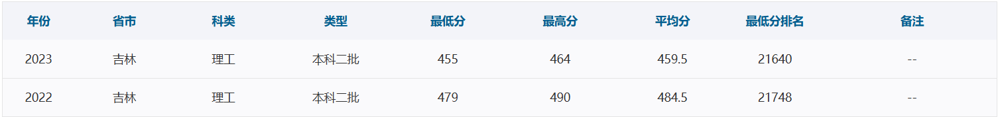 年份 省市 科类 类型 最低分 最高分 平均分 最低分排名 备注
2023 吉林 理工 本科二批 455 464 459.5 21640 --
2022 吉林 理工 本科二批 479 490 484.5 21748 --